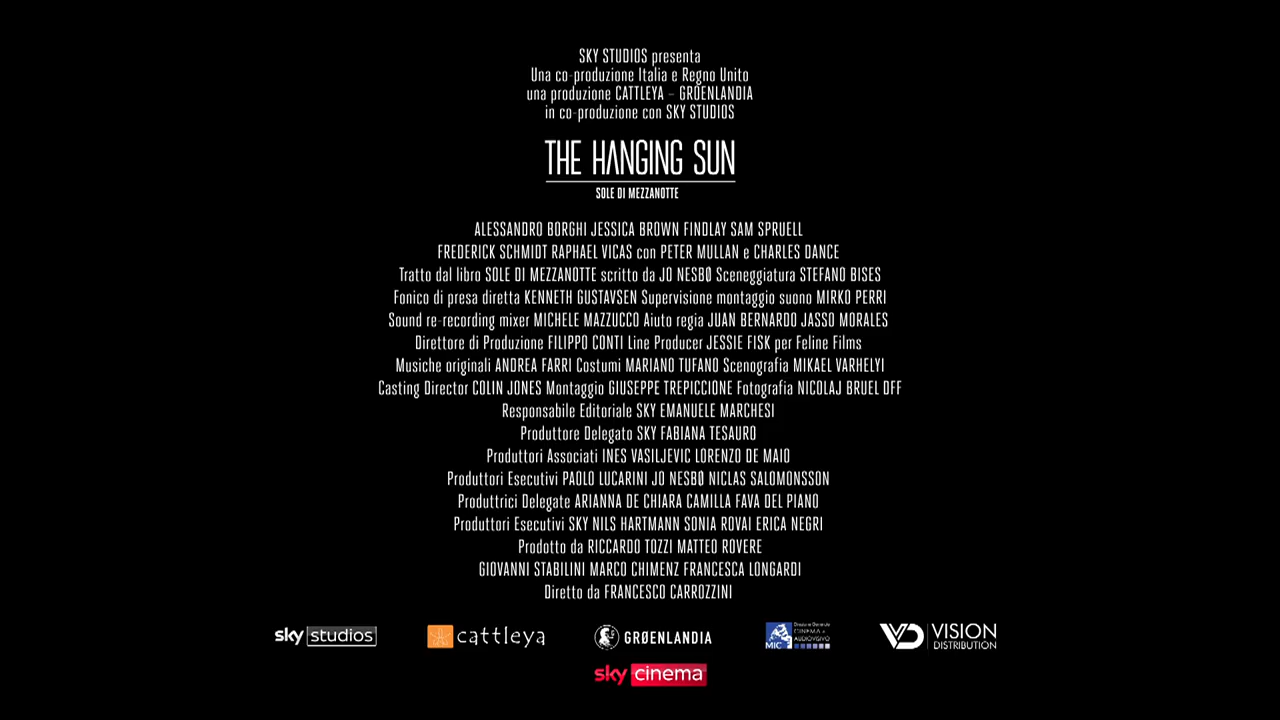 SKY STUDIOS presenta
Una co-produzione Italia e Regno Unito
una produzione CATTLEYA – GRØENLANDIA
in co-produzione con SKY STUDIOS
THE HANGING SUN
SOLE DI MEZZANOTTE
ALESSANDRO BORGHI JESSICA BROWN FINDLAY SAM SPRUELL
FREDERICK SCHMIDT RAPHAEL VICAS con PETER MULLAN e CHARLES DANCE
Tratto dal libro SOLE DI MEZZANOTTE scritto da JO NESBØ Sceneggiatura STEFANO BISES
Fonico di presa diretta KENNETH GUSTAVSEN Supervisione montaggio suono MIRKO PERRI
Sound re-recording mixer MICHELE MAZZUCCO Aiuto regia JUAN BERNARDO JASSO MORALES
Direttore di Produzione FILIPPO CONTI Line Producer JESSIE FISK per Feline Films
Musiche originali ANDREA FARRI Costumi MARIANO TUFANO Scenografia MIKAEL VARHELYI
Casting Director COLIN JONES Montaggio GIUSEPPE TREPICCIONE Fotografia NICOLAJ BRUEL DFF
Responsabile Editoriale SKY EMANUELE MARCHESI
Produttore Delegato SKY FABIANA TESAURO
Produttori Associati INES VASILJEVIC LORENZO DE MAIO
Produttori Esecutivi PAOLO LUCARINI JO NESBØ NICLAS SALOMONSSON
Produttrici Delegate ARIANNA DE CHIARA CAMILLA FAVA DEL PIANO
Produttori Esecutivi SKY NILS HARTMANN SONIA ROVAI ERICA NEGRI
Prodotto da RICCARDO TOZZI MATTEO ROVERE
GIOVANNI STABILINI MARCO CHIMENZ FRANCESCA LONGARDI
Diretto da FRANCESCO CARROZZINI
sky studios
cattleya
GRØENLANDIA
MIC Direzione Generale CINEMA e AUDIOVISIVO
VD VISION DISTRIBUTION
sky cinema